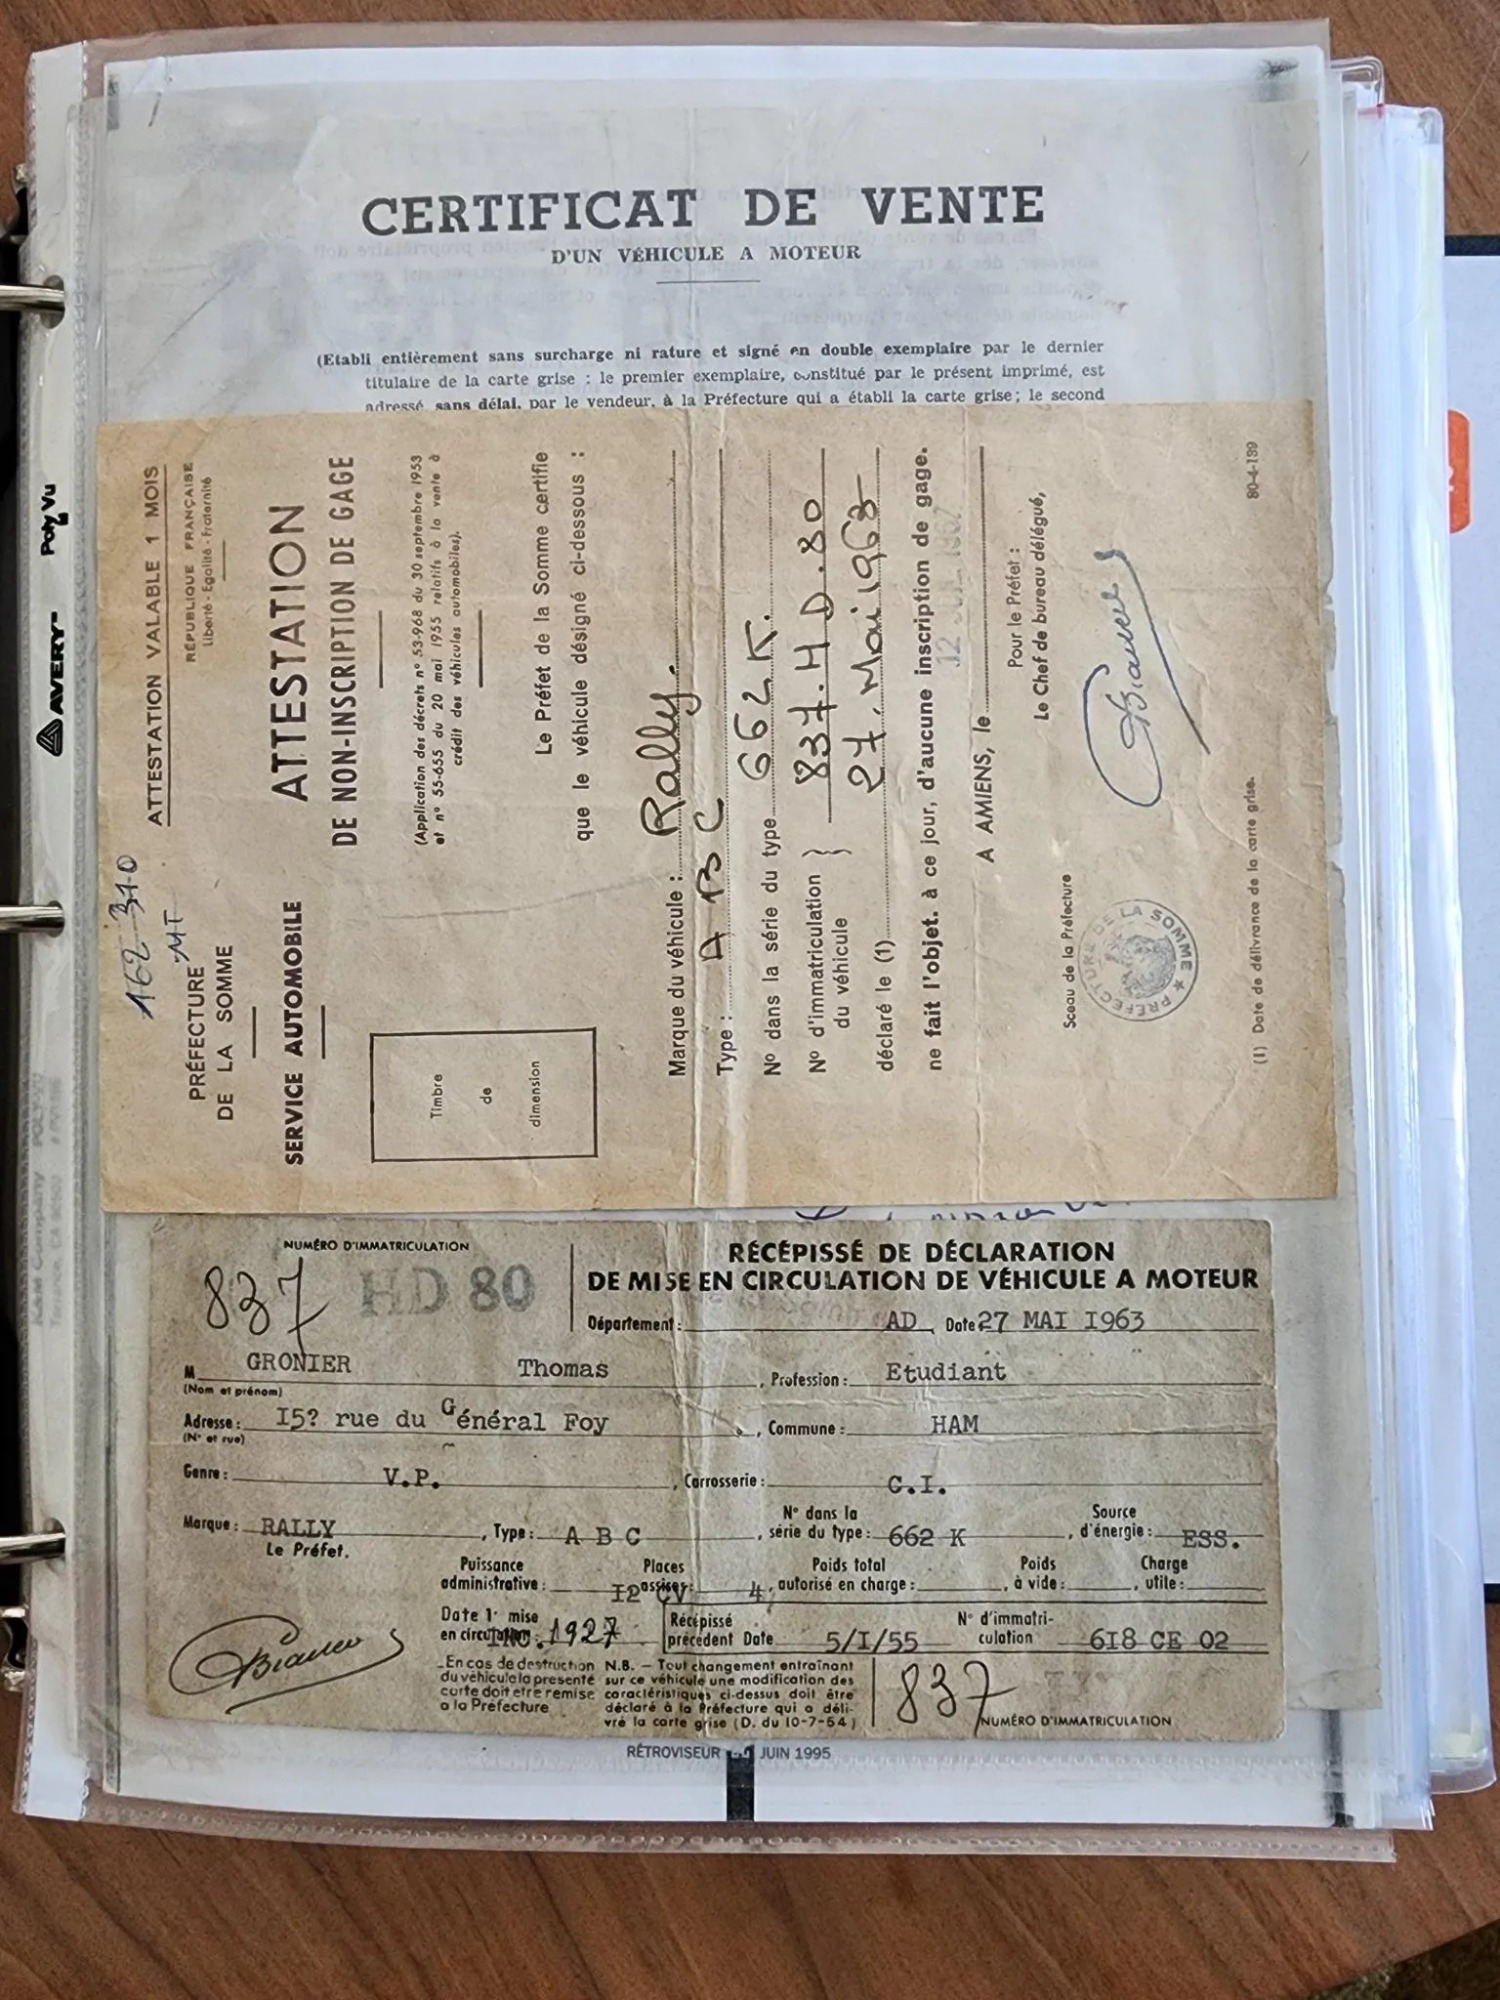 CERTIFICAT DE VENTE
D'UN VÉHICULE A MOTEUR
(Etabli entièrement sans surcharge ni rature et signé en double exemplaire par le dernier
titulaire de la carte grise : le premier exemplaire, constitué par le présent imprimé, est
adressé sans délai, par le vendeur, à la Préfecture qui a établi la carte grise ; le second
AVERY™ Poly Vu
162 310
MT
ATTESTATION VALABLE 1 MOIS
PRÉFECTURE
DE LA SOMME
RÉPUBLIQUE FRANÇAISE
Liberté - Egalité - Fraternité
SERVICE AUTOMOBILE
ATTESTATION
DE NON-INSCRIPTION DE GAGE
Timbre
de
dimension
(Application des décrets n° 53-968 du 30 septembre 1953
et n° 55-655 du 20 mai 1955 relatifs à la vente à
crédit des véhicules automobiles).
Le Préfet de la Somme certifie
que le véhicule désigné ci-dessous :
Marque du véhicule : Rally.
Type : A B C
N° dans la série du type 662 K.
N° d'immatriculation } 837.HD.80
du véhicule
déclaré le (1) 27. Mai 1963
ne fait l'objet. à ce jour, d'aucune inscription de gage.
A AMIENS, le 12
Pour le Préfet :
Le Chef de bureau délégué,
Sceau de la Préfecture
PRÉFECTURE DE LA SOMME
(1) Date de délivrance de la carte grise.
80-4-139
NUMÉRO D'IMMATRICULATION
837 HD 80
RÉCÉPISSÉ DE DÉCLARATION
DE MISE EN CIRCULATION DE VÉHICULE A MOTEUR
Département : AD Date 27 MAI I963
M GRONIER Thomas , Profession : Etudiant
(Nom et prénom)
Adresse : I5? rue du Général Foy , Commune : HAM
(N° et rue)
Genre : V.P. , Carrosserie : C.I.
Marque : RALLY , Type : A B C , N° dans la série du type : 662 K , Source d'énergie : ESS.
Le Préfet.
Puissance administrative : I2 CV Places assises : 4 , Poids total autorisé en charge : , Poids à vide : , Charge utile :
Date 1r mise en circulation : 1927 Récépissé précédent Date 5/I/55 N° d'immatriculation 6I8 CE 02
En cas de destruction
du véhicule la présente
carte doit être remise
a la Préfecture
N.B. — Tout changement entraînant
sur ce véhicule une modification des
caractéristiques ci-dessus doit être
déclaré à la Préfecture qui a déli-
vré la carte grise (D. du 10-7-54)
837
NUMÉRO D'IMMATRICULATION
RÉTROVISEUR JUIN 1995